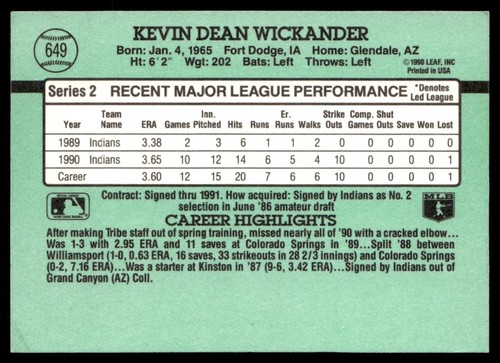 649
KEVIN DEAN WICKANDER
Born: Jan. 4, 1965 Fort Dodge, IA Home: Glendale, AZ
Ht: 6'2" Wgt: 202 Bats: Left Throws: Left
©1990 LEAF, INC
Printed in USA
Series 2 RECENT MAJOR LEAGUE PERFORMANCE *Denotes Led League
Year Team Name ERA Games Inn. Pitched Hits Runs Er. Runs Walks Strike Outs Comp. Games Shut Outs Save Won Lost
1989 Indians 3.38 2 3 6 1 1 2 0 0 0 0 0 0
1990 Indians 3.65 10 12 14 6 5 4 10 0 0 0 0 1
Career 3.60 12 15 20 7 6 6 10 0 0 0 0 1
Contract: Signed thru 1991. How acquired: Signed by Indians as No. 2
selection in June '86 amateur draft
MLB
CAREER HIGHLIGHTS
After making Tribe staff out of spring training, missed nearly all of '90 with a cracked elbow...
Was 1-3 with 2.95 ERA and 11 saves at Colorado Springs in '89...Split '88 between
Williamsport (1-0, 0.63 ERA, 16 saves, 33 strikeouts in 28 2/3 innings) and Colorado Springs
(0-2, 7.16 ERA)...Was a starter at Kinston in '87 (9-6, 3.42 ERA)...Signed by Indians out of
Grand Canyon (AZ) Coll.